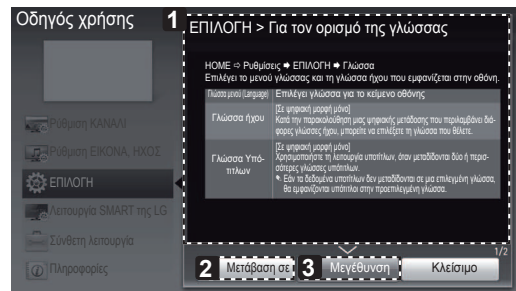 Οδηγός χρήσης
1
ΕΠΙΛΟΓΗ > Για τον ορισμό της γλώσσας
HOME ⇨ Ρυθμίσεις ➡ ΕΠΙΛΟΓΗ ➡ Γλώσσα
Επιλέγει το μενού γλώσσας και τη γλώσσα ήχου που εμφανίζεται στην οθόνη.
Γλώσσα μενού (Language)
Επιλέγει γλώσσα για το κείμενο οθόνης
Γλώσσα ήχου
[Σε ψηφιακή μορφή μόνο]
Κατά την παρακολούθηση μιας ψηφιακής μετάδοσης που περιλαμβάνει διά-
φορες γλώσσες ήχου, μπορείτε να επιλέξετε τη γλώσσα που θέλετε.
Γλώσσα Υπό-
τιτλων
[Σε ψηφιακή μορφή μόνο]
Χρησιμοποιήστε τη λειτουργία υποτίτλων, όταν μεταδίδονται δύο ή περισ-
σότερες γλώσσες υπότιτλων.
Εάν τα δεδομένα υποτίτλων δεν μεταδίδονται σε μια επιλεγμένη γλώσσα,
θα εμφανίζονται υπότιτλοι στην προεπιλεγμένη γλώσσα.
Ρύθμιση ΚΑΝΑΛΙ
Ρύθμιση ΕΙΚΟΝΑ, ΗΧΟΣ
ΕΠΙΛΟΓΗ
Λειτουργία SMART της LG
Σύνθετη λειτουργία
Πληροφορίες
1/2
2
Μετάβαση σε
3
Μεγέθυνση
Κλείσιμο